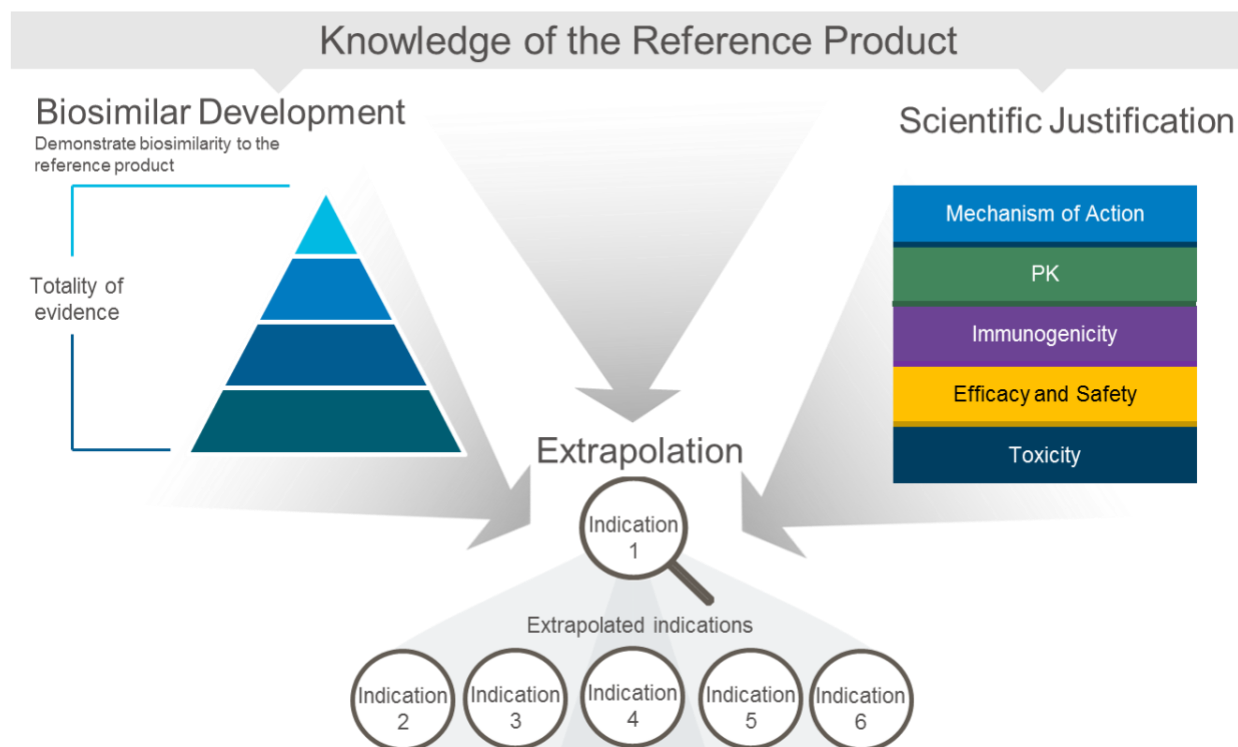 Knowledge of the Reference Product
Biosimilar Development
Demonstrate biosimilarity to the
reference product
Totality of
evidence
Scientific Justification
Mechanism of Action
PK
Immunogenicity
Efficacy and Safety
Toxicity
Extrapolation
Indication
1
Extrapolated indications
Indication
2
Indication
3
Indication
4
Indication
5
Indication
6